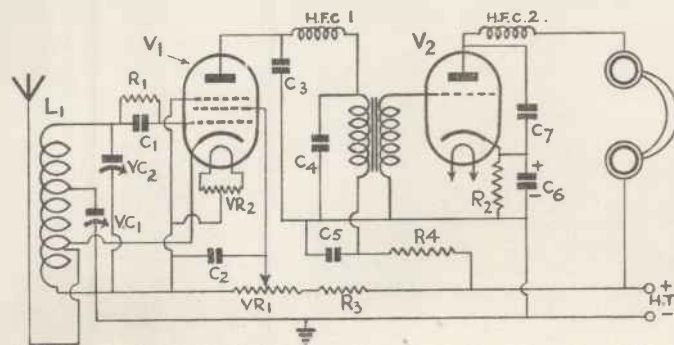 H.F.C 1
H.F.C. 2.
V1
V2
R1
C3
L1
C1
C7
VC2
C4
+
C6
-
R2
VR2
VC1
C5
R4
C2
VR1
R3
+
H.T.
-